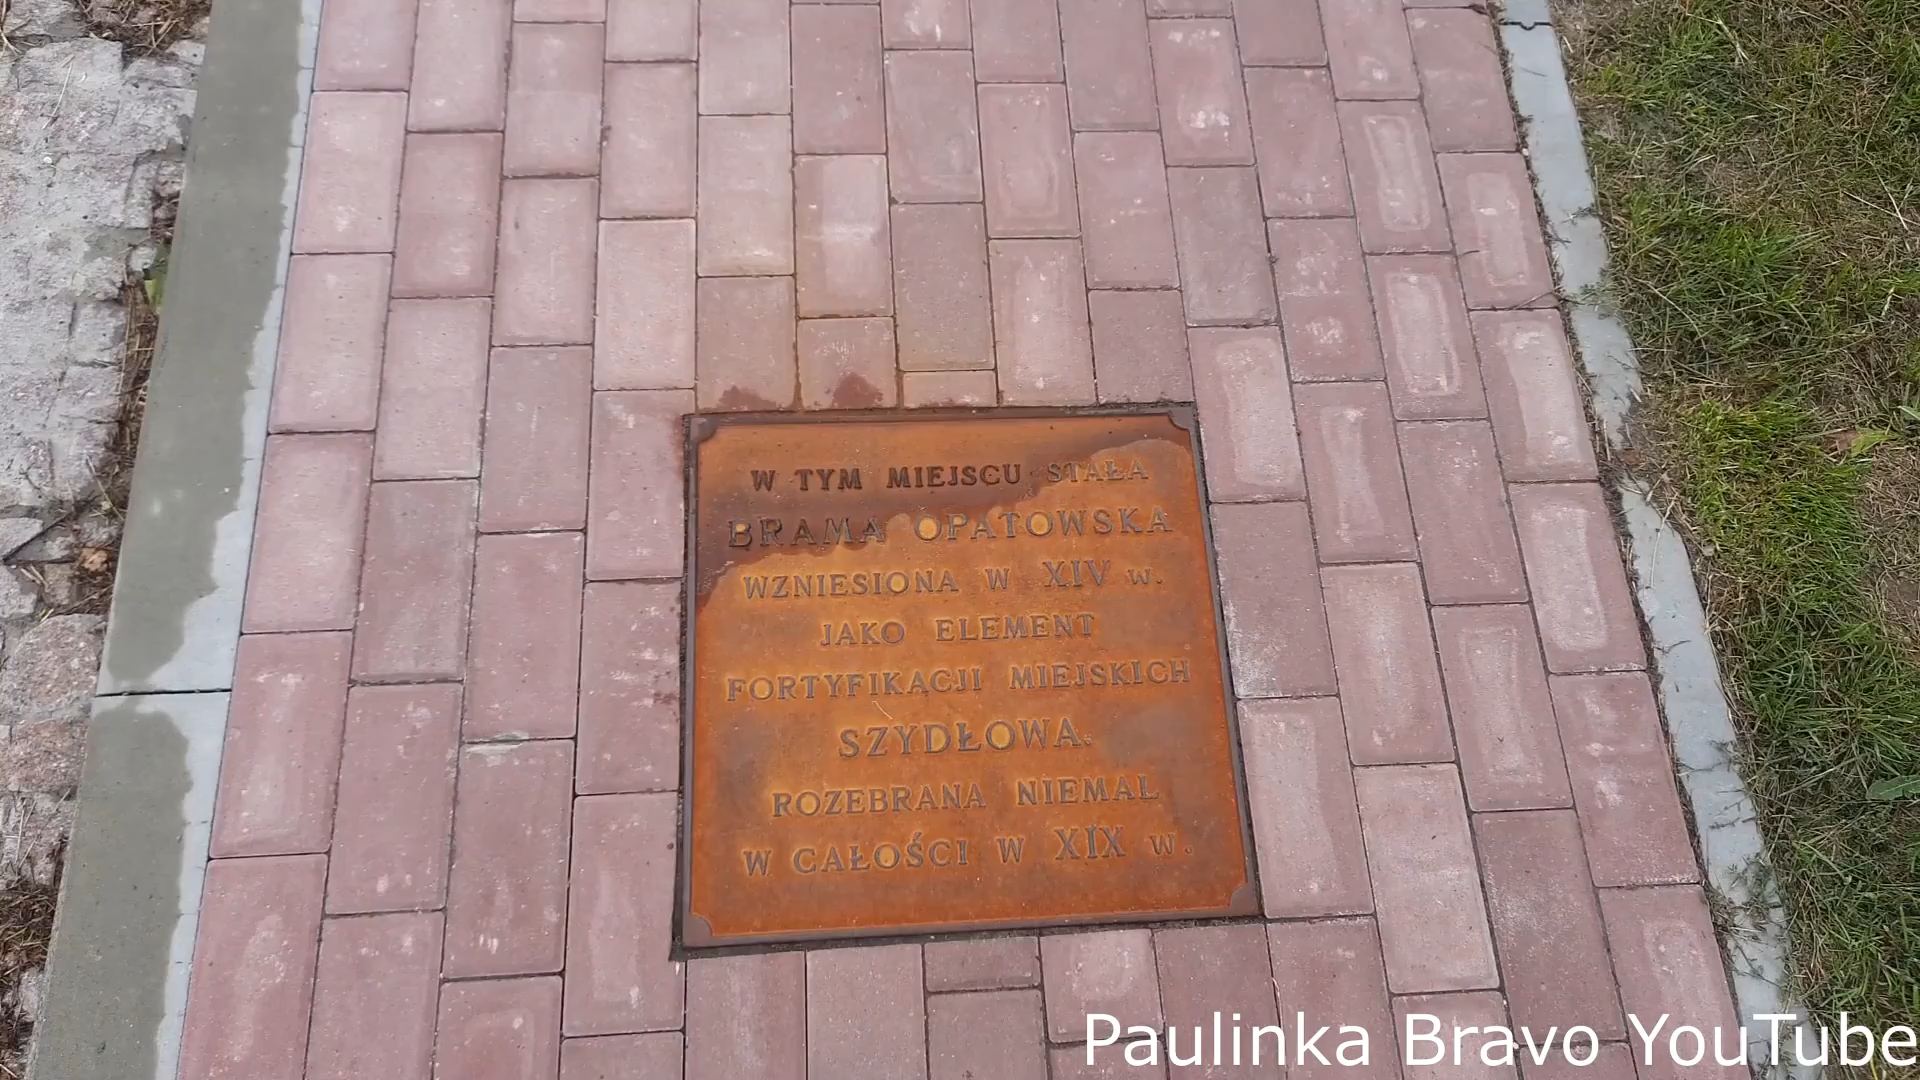 W TYM MIEJSCU STAŁA
BRAMA OPATOWSKA
WZNIESIONA W XIV w.
JAKO ELEMENT
FORTYFIKACJI MIEJSKICH
SZYDŁOWA.
ROZEBRANA NIEMAL
W CAŁOŚCI W XIX w.
Paulinka Bravo YouTube